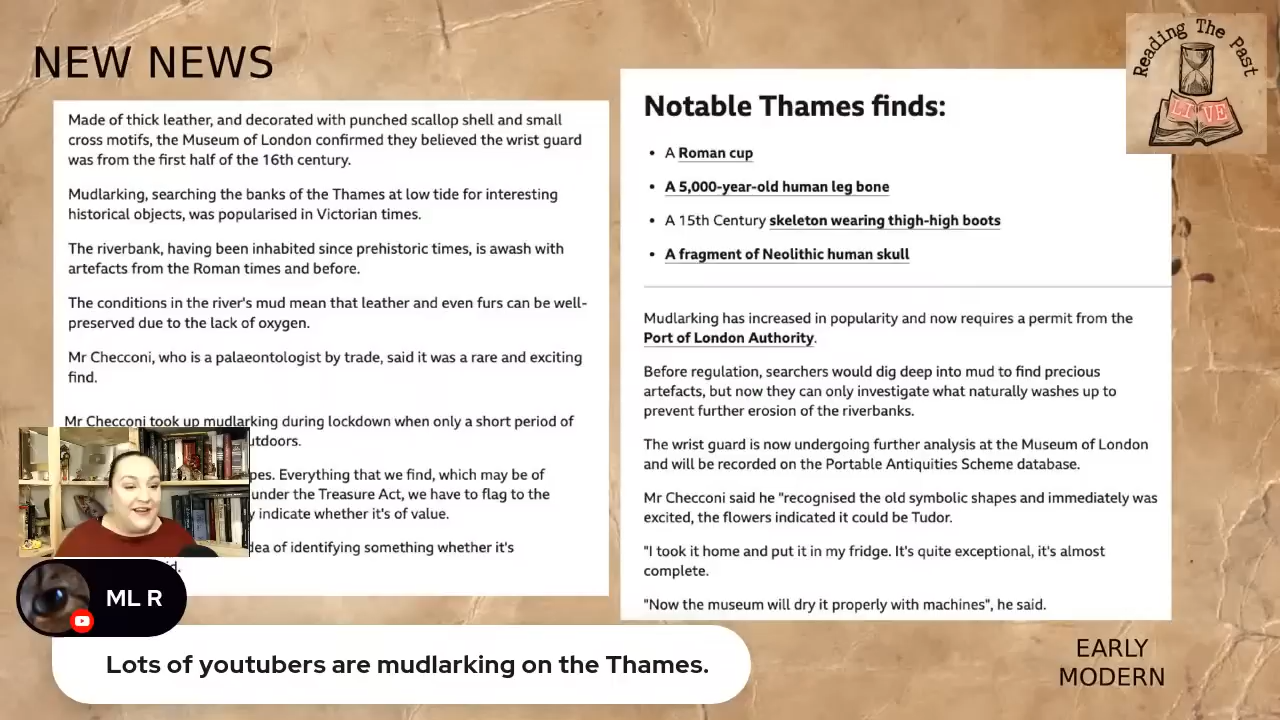 NEW NEWS
Made of thick leather, and decorated with punched scallop shell and small
cross motifs, the Museum of London confirmed they believed the wrist guard
was from the first half of the 16th century.
Mudlarking, searching the banks of the Thames at low tide for interesting
historical objects, was popularised in Victorian times.
The riverbank, having been inhabited since prehistoric times, is awash with
artefacts from the Roman times and before.
The conditions in the river's mud mean that leather and even furs can be well-
preserved due to the lack of oxygen.
Mr Checconi, who is a palaeontologist by trade, said it was a rare and exciting
find.
Mr Checconi took up mudlarking during lockdown when only a short period of
utdoors.
pes. Everything that we find, which may be of
under the Treasure Act, we have to flag to the
indicate whether it's of value.
dea of identifying something whether it's
Notable Thames finds:
• A Roman cup
• A 5,000-year-old human leg bone
• A 15th Century skeleton wearing thigh-high boots
• A fragment of Neolithic human skull
Mudlarking has increased in popularity and now requires a permit from the
Port of London Authority.
Before regulation, searchers would dig deep into mud to find precious
artefacts, but now they can only investigate what naturally washes up to
prevent further erosion of the riverbanks.
The wrist guard is now undergoing further analysis at the Museum of London
and will be recorded on the Portable Antiquities Scheme database.
Mr Checconi said he "recognised the old symbolic shapes and immediately was
excited, the flowers indicated it could be Tudor.
"I took it home and put it in my fridge. It's quite exceptional, it's almost
complete.
"Now the museum will dry it properly with machines", he said.
Reading The Past
LIVE
ML R
Lots of youtubers are mudlarking on the Thames.
EARLY
MODERN